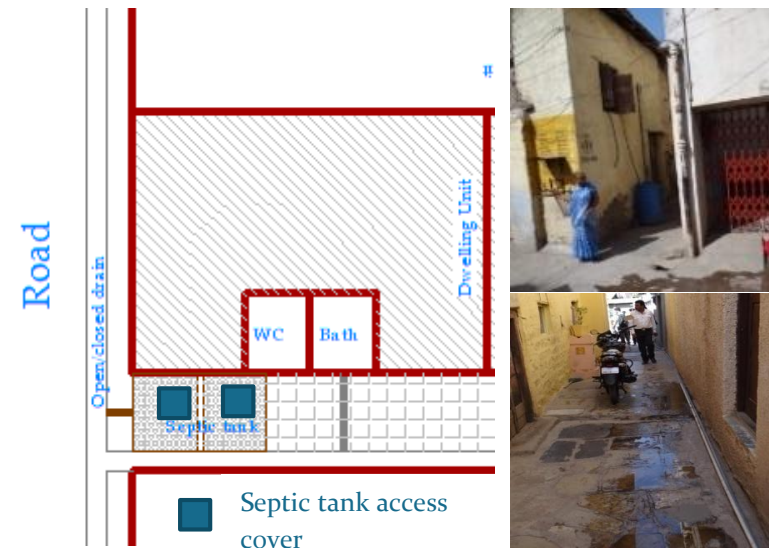 #
Road
Open/closed drain
Dwelling Unit
WC
Bath
Septic tank
Septic tank access
cover